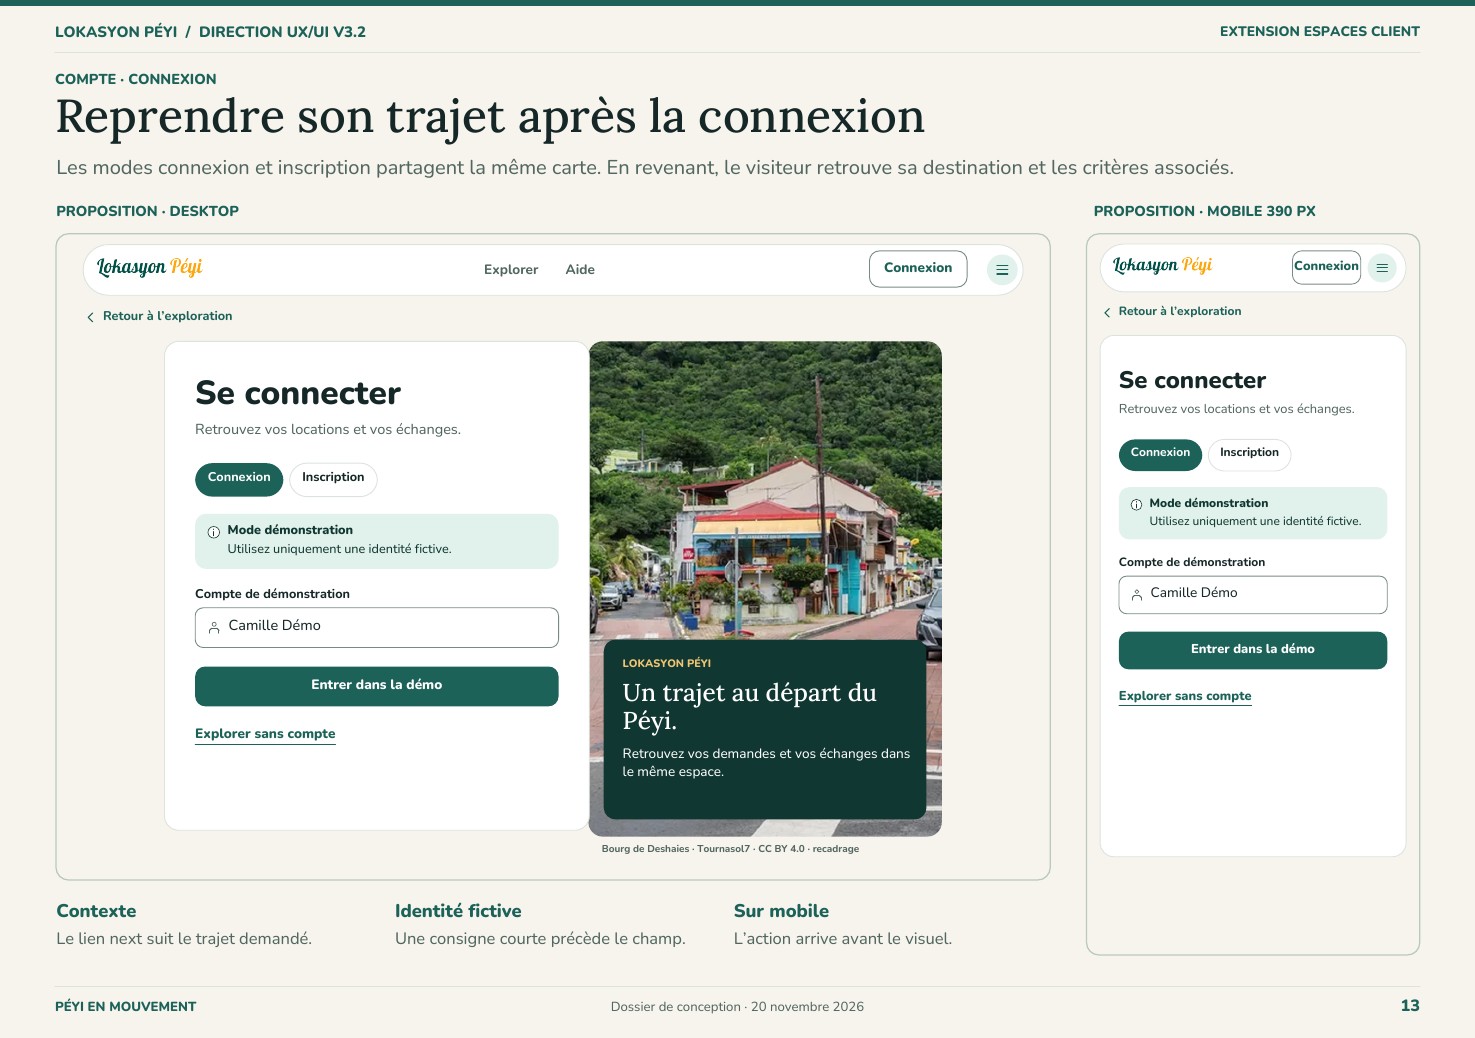 LOKASYON PÉYI / DIRECTION UX/UI V3.2
EXTENSION ESPACES CLIENT
COMPTE · CONNEXION
Reprendre son trajet après la connexion
Les modes connexion et inscription partagent la même carte. En revenant, le visiteur retrouve sa destination et les critères associés.
PROPOSITION · DESKTOP
Lokasyon Péyi
Explorer
Aide
Connexion
Retour à l'exploration
Se connecter
Retrouvez vos locations et vos échanges.
Connexion
Inscription
Mode démonstration
Utilisez uniquement une identité fictive.
Compte de démonstration
Camille Démo
Entrer dans la démo
Explorer sans compte
LOKASYON PÉYI
Un trajet au départ du
Péyi.
Retrouvez vos demandes et vos échanges dans
le même espace.
Bourg de Deshaies · Tournasol7 · CC BY 4.0 · recadrage
PROPOSITION · MOBILE 390 PX
Lokasyon Péyi
Connexion
Retour à l'exploration
Se connecter
Retrouvez vos locations et vos échanges.
Connexion
Inscription
Mode démonstration
Utilisez uniquement une identité fictive.
Compte de démonstration
Camille Démo
Entrer dans la démo
Explorer sans compte
Contexte
Le lien next suit le trajet demandé.
Identité fictive
Une consigne courte précède le champ.
Sur mobile
L'action arrive avant le visuel.
PÉYI EN MOUVEMENT
Dossier de conception · 20 novembre 2026
13